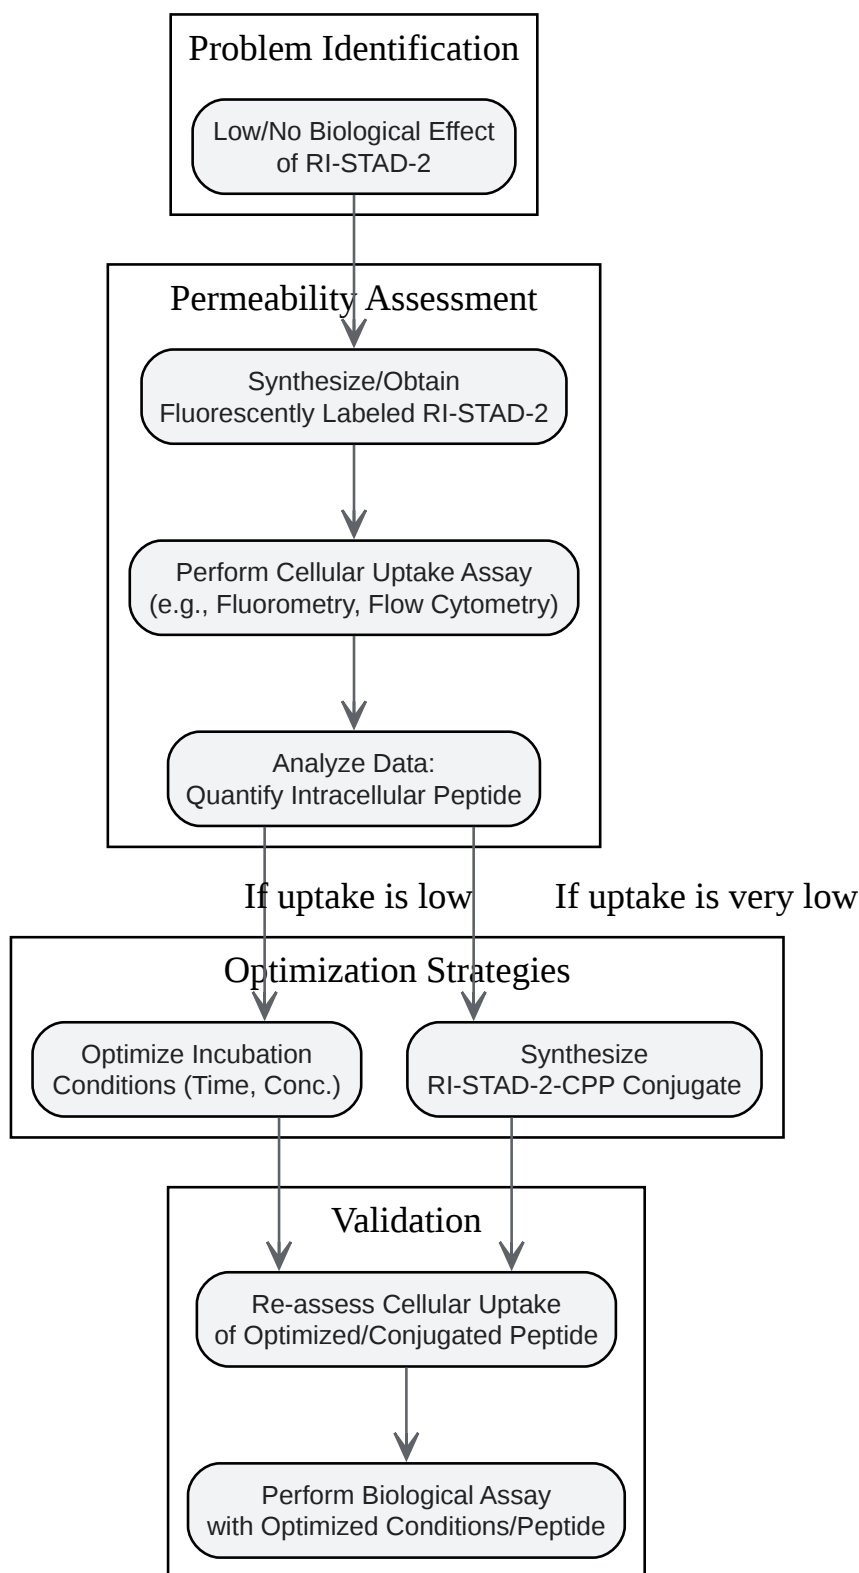 Problem Identification
Low/No Biological Effect
of RI-STAD-2
Permeability Assessment
Synthesize/Obtain
Fluorescently Labeled RI-STAD-2
Perform Cellular Uptake Assay
(e.g., Fluorometry, Flow Cytometry)
Analyze Data:
Quantify Intracellular Peptide
If uptake is low
If uptake is very low
Optimization Strategies
Optimize Incubation
Conditions (Time, Conc.)
Synthesize
RI-STAD-2-CPP Conjugate
Validation
Re-assess Cellular Uptake
of Optimized/Conjugated Peptide
Perform Biological Assay
with Optimized Conditions/Peptide